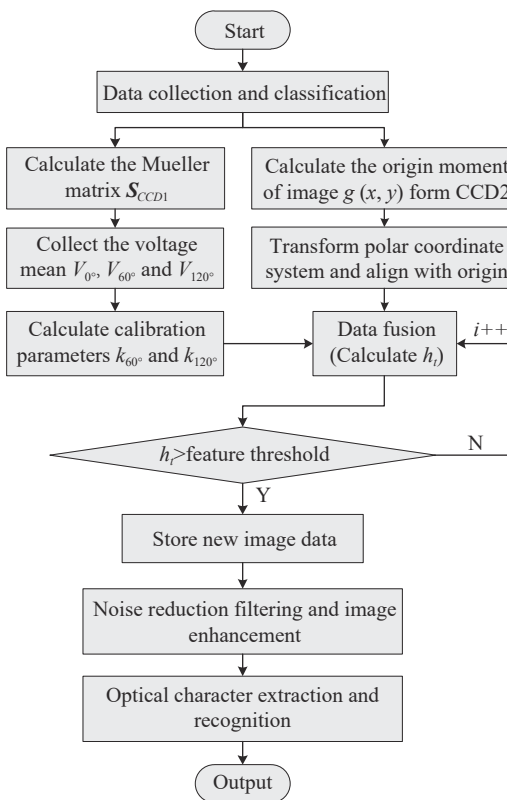 Start
Data collection and classification
Calculate the Mueller
matrix S_CCD1
Calculate the origin moment
of image g (x, y) form CCD2
Collect the voltage
mean V_0°, V_60° and V_120°
Transform polar coordinate
system and align with origin
Calculate calibration
parameters k_60° and k_120°
Data fusion
(Calculate h_t)
i++
h_t>feature threshold
N
Y
Store new image data
Noise reduction filtering and image
enhancement
Optical character extraction and
recognition
Output